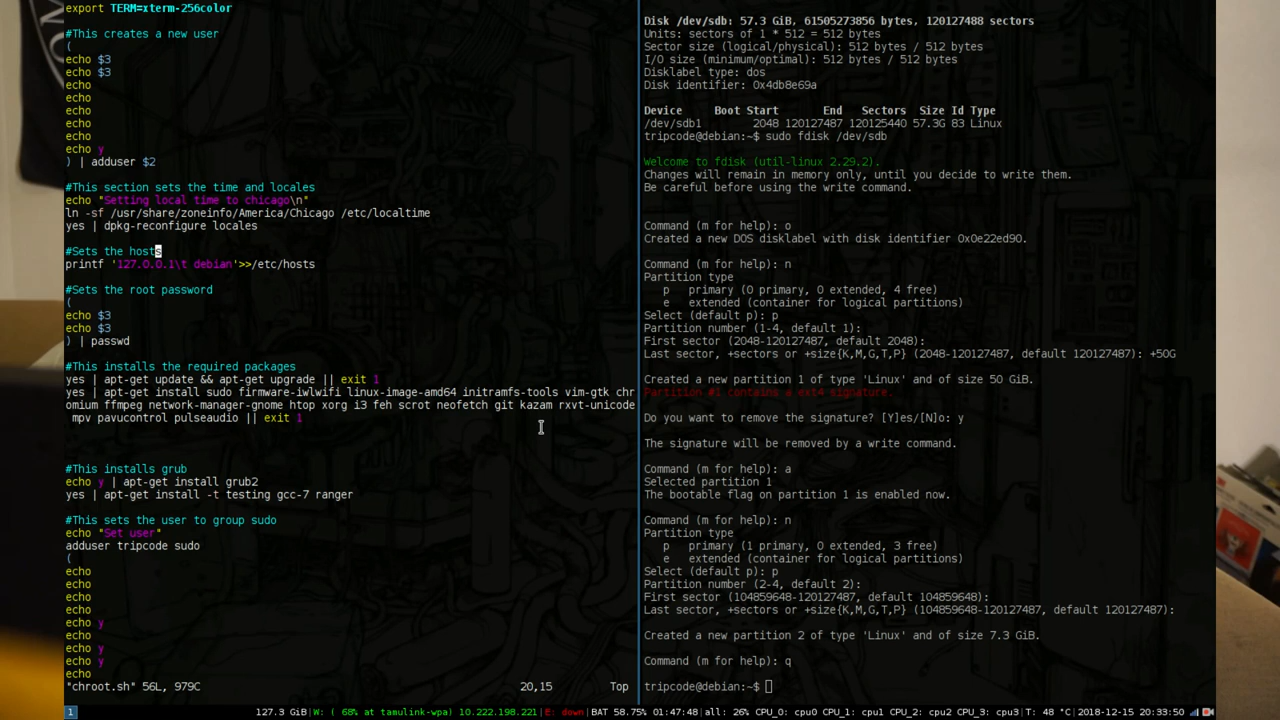 export TERM=xterm-256color
#This creates a new user
(
echo $3
echo $3
echo
echo
echo
echo
echo
echo y
) | adduser $2
#This section sets the time and locales
echo "Setting local time to chicago\n"
ln -sf /usr/share/zoneinfo/America/Chicago /etc/localtime
yes | dpkg-reconfigure locales
#Sets the hosts
printf '127.0.0.1\t debian'>>/etc/hosts
#Sets the root password
(
echo $3
echo $3
) | passwd
#This installs the required packages
yes | apt-get update && apt-get upgrade || exit 1
yes | apt-get install sudo firmware-iwlwifi linux-image-amd64 initramfs-tools vim-gtk chr
omium ffmpeg network-manager-gnome htop xorg i3 feh scrot neofetch git kazam rxvt-unicode
mpv pavucontrol pulseaudio || exit 1
#This installs grub
echo y | apt-get install grub2
yes | apt-get install -t testing gcc-7 ranger
#This sets the user to group sudo
echo "Set user"
adduser tripcode sudo
(
echo
echo
echo
echo
echo y
echo
echo y
echo y
echo
"chroot.sh" 56L, 979C 20,15 Top
Disk /dev/sdb: 57.3 GiB, 61505273856 bytes, 120127488 sectors
Units: sectors of 1 * 512 = 512 bytes
Sector size (logical/physical): 512 bytes / 512 bytes
I/O size (minimum/optimal): 512 bytes / 512 bytes
Disklabel type: dos
Disk identifier: 0x4db8e69a
Device Boot Start End Sectors Size Id Type
/dev/sdb1 2048 120127487 120125440 57.3G 83 Linux
tripcode@debian:~$ sudo fdisk /dev/sdb
Welcome to fdisk (util-linux 2.29.2).
Changes will remain in memory only, until you decide to write them.
Be careful before using the write command.
Command (m for help): o
Created a new DOS disklabel with disk identifier 0x0e22ed90.
Command (m for help): n
Partition type
p primary (0 primary, 0 extended, 4 free)
e extended (container for logical partitions)
Select (default p): p
Partition number (1-4, default 1):
First sector (2048-120127487, default 2048):
Last sector, +sectors or +size{K,M,G,T,P} (2048-120127487, default 120127487): +50G
Created a new partition 1 of type 'Linux' and of size 50 GiB.
Partition #1 contains a ext4 signature.
Do you want to remove the signature? [Y]es/[N]o: y
The signature will be removed by a write command.
Command (m for help): a
Selected partition 1
The bootable flag on partition 1 is enabled now.
Command (m for help): n
Partition type
p primary (1 primary, 0 extended, 3 free)
e extended (container for logical partitions)
Select (default p): p
Partition number (2-4, default 2):
First sector (104859648-120127487, default 104859648):
Last sector, +sectors or +size{K,M,G,T,P} (104859648-120127487, default 120127487):
Created a new partition 2 of type 'Linux' and of size 7.3 GiB.
Command (m for help): q
tripcode@debian:~$
1 127.3 GiB|W: ( 68% at tamulink-wpa) 10.222.198.221|E: down|BAT 58.75% 01:47:48|all: 26% CPU_0: cpu0 CPU_1: cpu1 CPU_2: cpu2 CPU_3: cpu3|T: 48 °C|2018-12-15 20:33:50